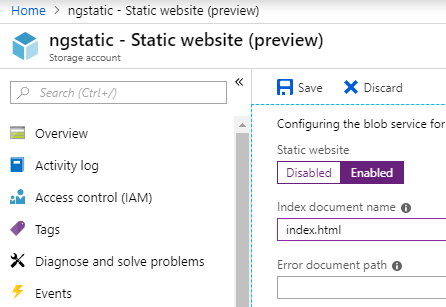 Home > ngstatic - Static website (preview)
ngstatic - Static website (preview)
Storage account
Search (Ctrl+/)
Overview
Activity log
Access control (IAM)
Tags
Diagnose and solve problems
Events
Save Discard
Configuring the blob service for
Static website
Disabled Enabled
Index document name
index.html
Error document path